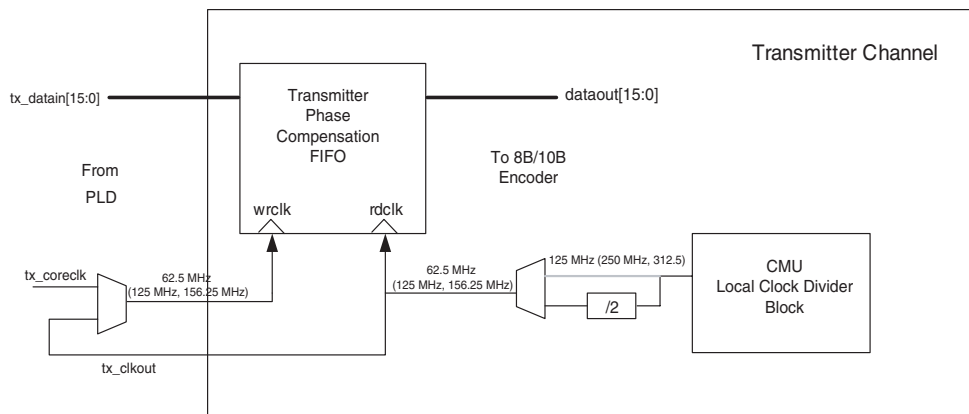 Transmitter Channel
Transmitter
Phase
Compensation
FIFO
tx_datain[15:0]
dataout[15:0]
From
PLD
To 8B/10B
Encoder
wrclk
rdclk
tx_coreclk
62.5 MHz
(125 MHz, 156.25 MHz)
62.5 MHz
(125 MHz, 156.25 MHz)
125 MHz (250 MHz, 312.5)
/2
CMU
Local Clock Divider
Block
tx_clkout